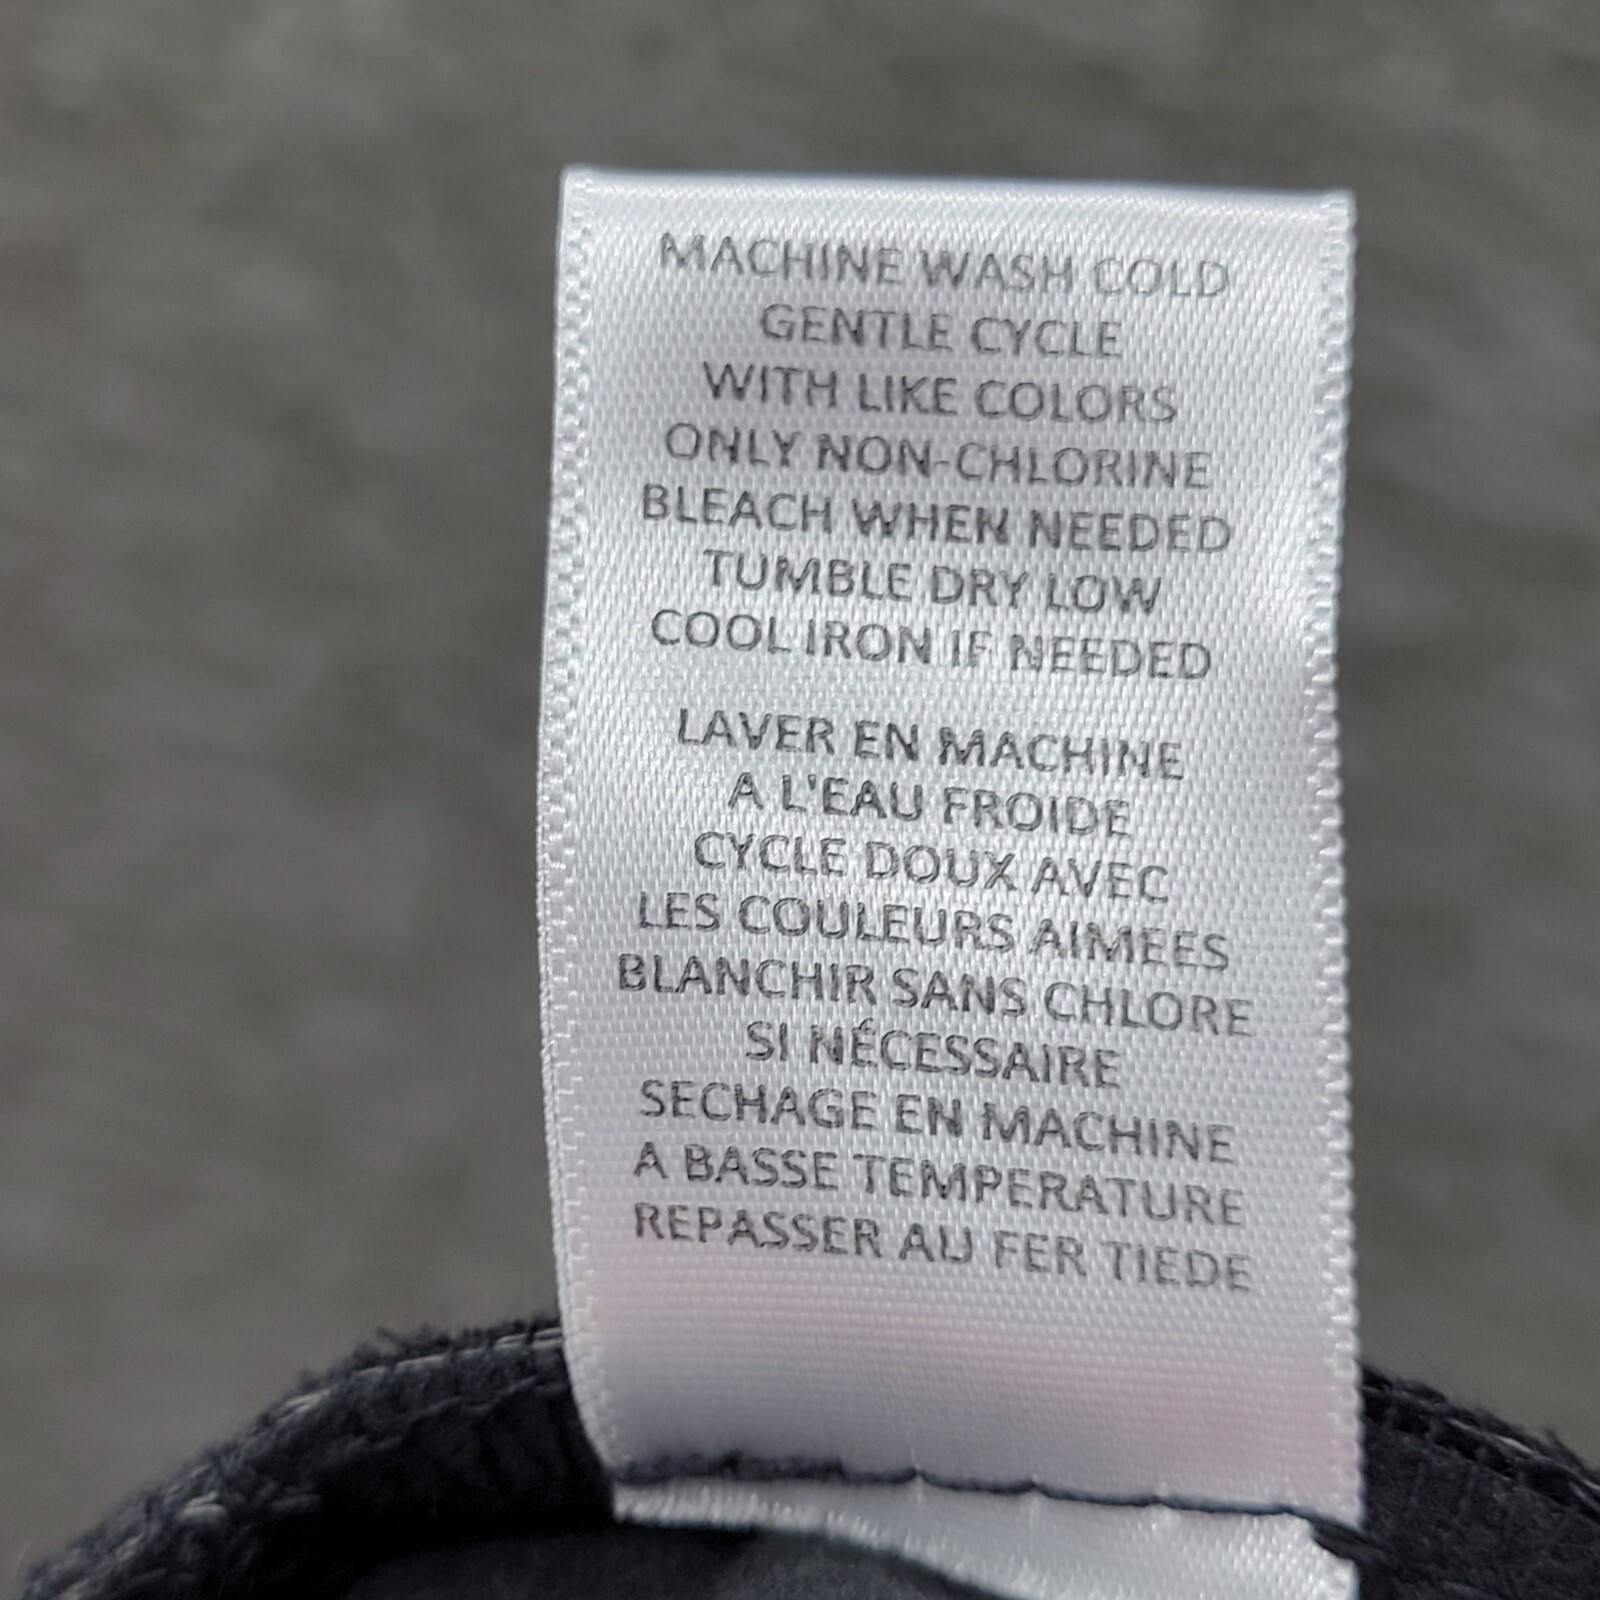 MACHINE WASH COLD
GENTLE CYCLE
WITH LIKE COLORS
ONLY NON-CHLORINE
BLEACH WHEN NEEDED
TUMBLE DRY LOW
COOL IRON IF NEEDED
LAVER EN MACHINE
A L'EAU FROIDE
CYCLE DOUX AVEC
LES COULEURS AIMEES
BLANCHIR SANS CHLORE
SI NÉCESSAIRE
SECHAGE EN MACHINE
A BASSE TEMPERATURE
REPASSER AU FER TIEDE